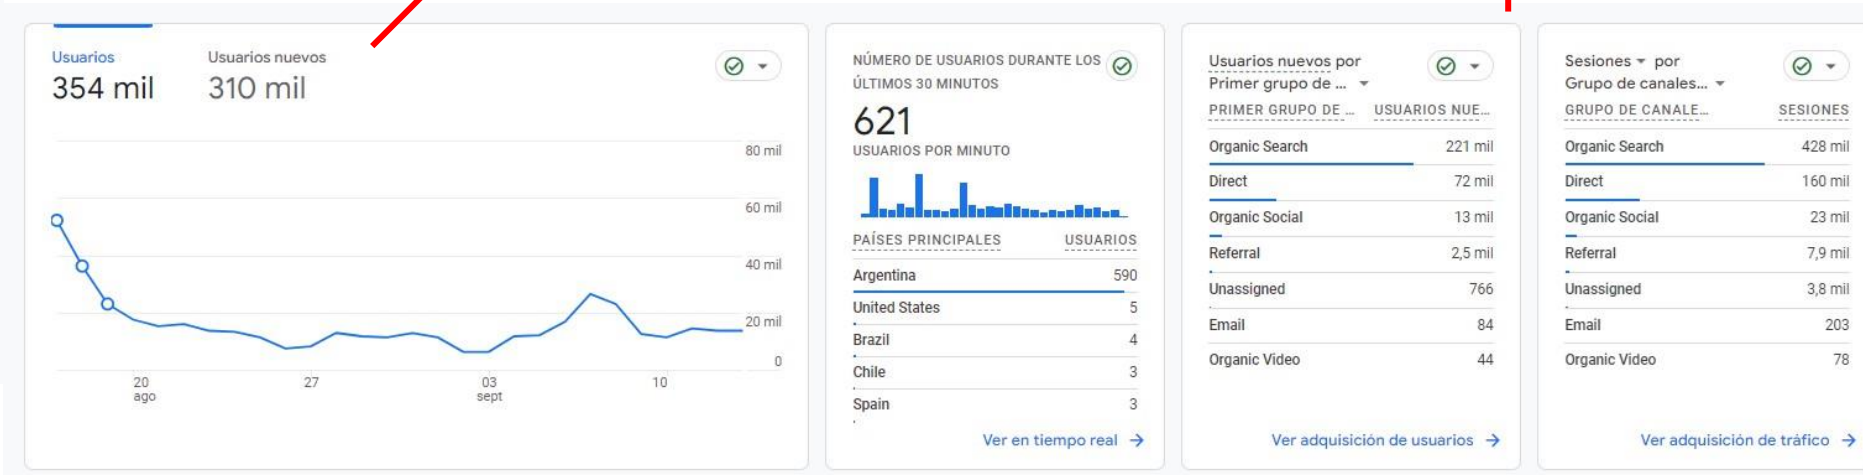 Usuarios
354 mil
Usuarios nuevos
310 mil
80 mil
60 mil
40 mil
20 mil
0
20
ago
27
03
sept
10
NÚMERO DE USUARIOS DURANTE LOS
ÚLTIMOS 30 MINUTOS
621
USUARIOS POR MINUTO
PAÍSES PRINCIPALES USUARIOS
Argentina 590
United States 5
Brazil 4
Chile 3
Spain 3
Ver en tiempo real
Usuarios nuevos por
Primer grupo de ...
PRIMER GRUPO DE ... USUARIOS NUE...
Organic Search 221 mil
Direct 72 mil
Organic Social 13 mil
Referral 2,5 mil
Unassigned 766
Email 84
Organic Video 44
Ver adquisición de usuarios
Sesiones por
Grupo de canales...
GRUPO DE CANALE... SESIONES
Organic Search 428 mil
Direct 160 mil
Organic Social 23 mil
Referral 7,9 mil
Unassigned 3,8 mil
Email 203
Organic Video 78
Ver adquisición de tráfico